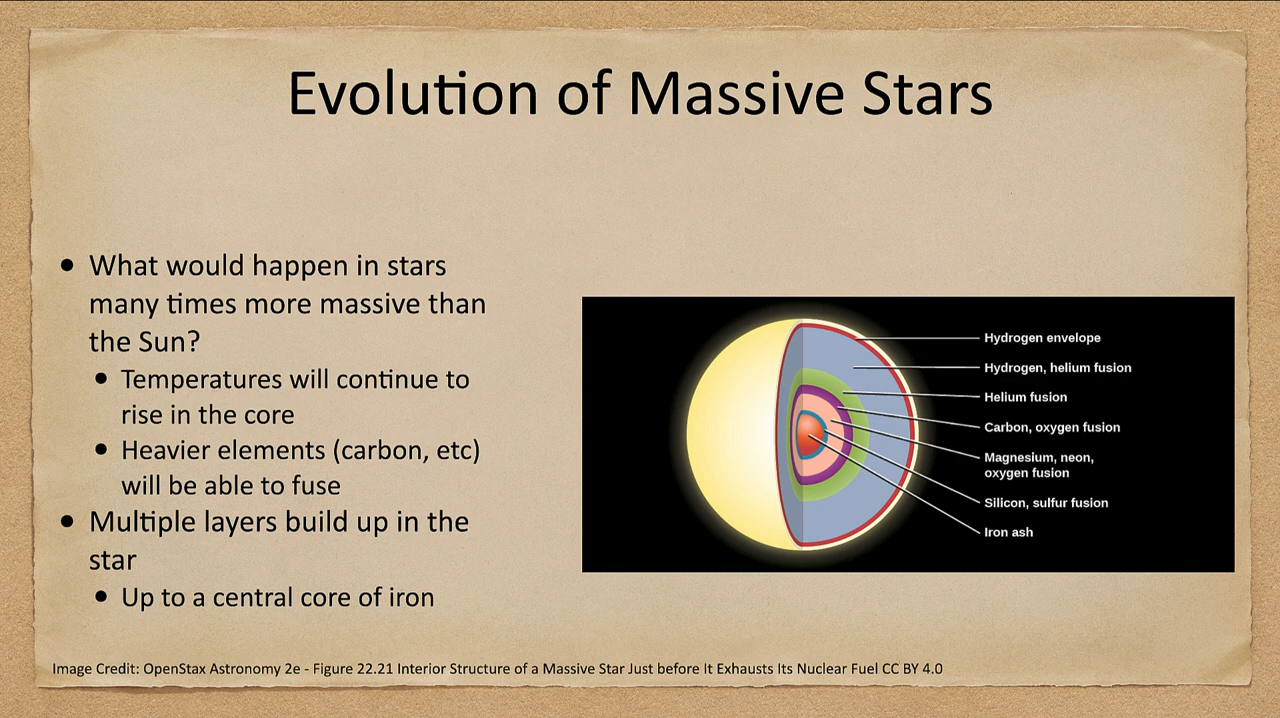 Evolution of Massive Stars
• What would happen in stars
many times more massive than
the Sun?
• Temperatures will continue to
rise in the core
• Heavier elements (carbon, etc)
will be able to fuse
• Multiple layers build up in the
star
• Up to a central core of iron
Hydrogen envelope
Hydrogen, helium fusion
Helium fusion
Carbon, oxygen fusion
Magnesium, neon,
oxygen fusion
Silicon, sulfur fusion
Iron ash
Image Credit: OpenStax Astronomy 2e - Figure 22.21 Interior Structure of a Massive Star Just before It Exhausts Its Nuclear Fuel CC BY 4.0